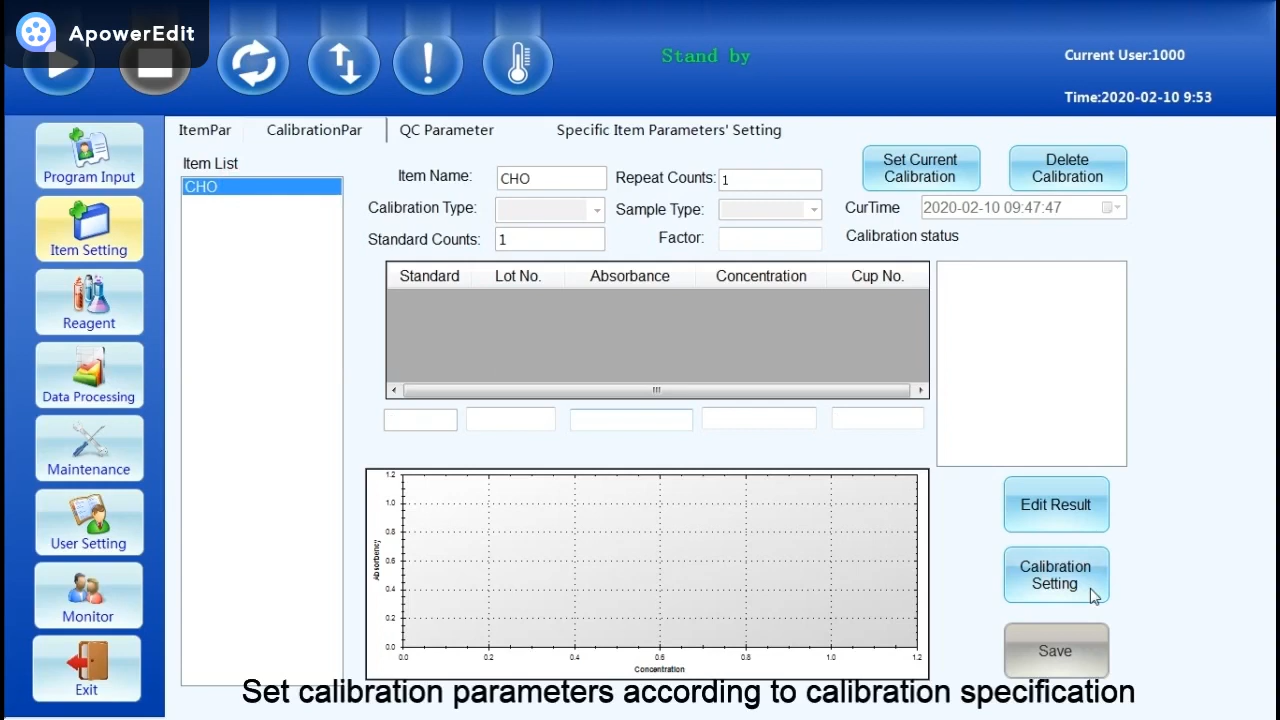 ApowerEdit
Stand by
Current User:1000
Time:2020-02-10 9:53
Program Input
Item Setting
Reagent
Data Processing
Maintenance
User Setting
Monitor
Exit
ItemPar CalibrationPar QC Parameter Specific Item Parameters' Setting
Item List
CHO
Item Name: CHO Repeat Counts: 1
Calibration Type: Sample Type:
Standard Counts: 1 Factor:
Set Current
Calibration
Delete
Calibration
CurTime 2020-02-10 09:47:47
Calibration status
Standard Lot No. Absorbance Concentration Cup No.
1.2
1.0
0.8
0.6
0.4
0.2
0.0
Absorbency
0.0 0.2 0.4 0.6 0.8 1.0 1.2
Concentration
Edit Result
Calibration
Setting
Save
Set calibration parameters according to calibration specification